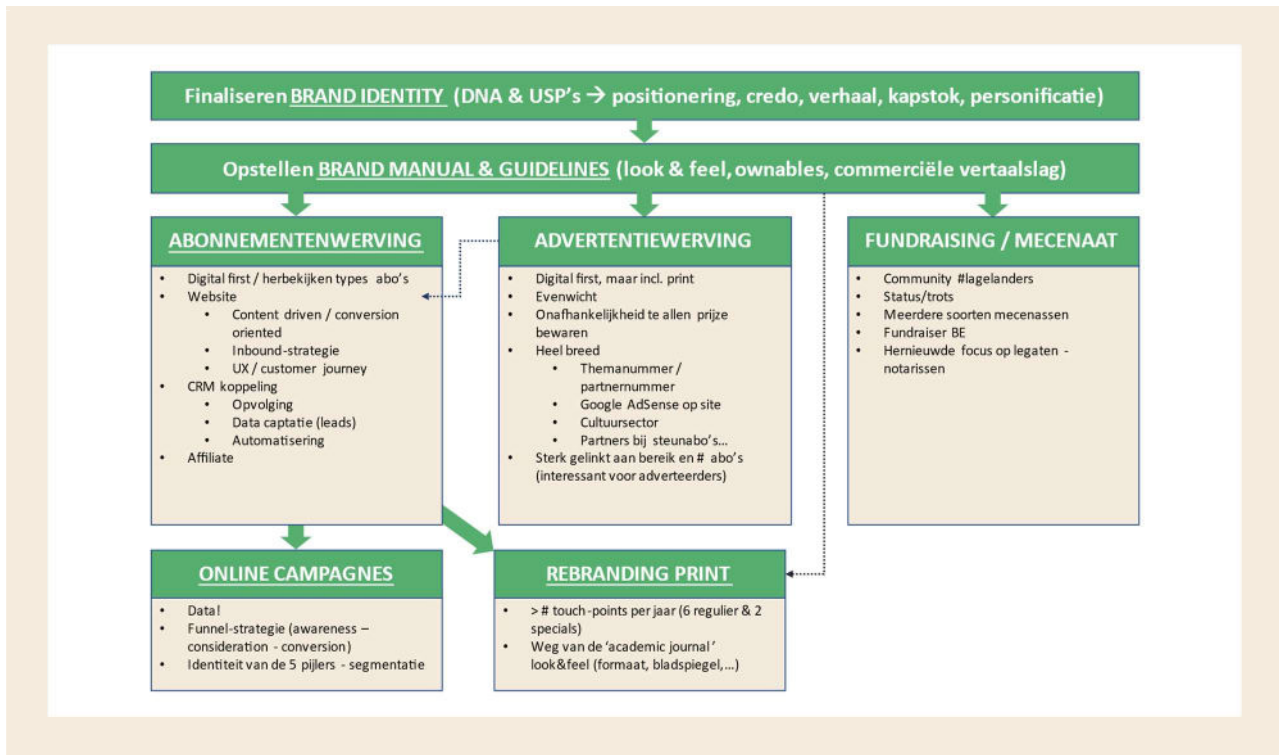 Finaliseren BRAND IDENTITY (DNA & USP's → positionering, credo, verhaal, kapstok, personificatie)
Opstellen BRAND MANUAL & GUIDELINES (look & feel, ownables, commerciële vertaalslag)
ABONNEMENTENWERVING
• Digital first / herbekijken types abo's
• Website
• Content driven / conversion
oriented
• Inbound-strategie
• UX / customer journey
• CRM koppeling
• Opvolging
• Data captatie (leads)
• Automatisering
• Affiliate
ADVERTENTIEWERVING
• Digital first, maar incl. print
• Evenwicht
• Onafhankelijkheid te allen prijze
bewaren
• Heel breed
• Themanummer /
partnernummer
• Google AdSense op site
• Cultuursector
• Partners bij steunabo's...
• Sterk gelinkt aan bereik en # abo's
(interessant voor adverteerders)
FUNDRAISING / MECENAAT
• Community #lagelanders
• Status/trots
• Meerdere soorten mecenassen
• Fundraiser BE
• Hernieuwde focus op legaten -
notarissen
ONLINE CAMPAGNES
• Data!
• Funnel-strategie (awareness –
consideration - conversion)
• Identiteit van de 5 pijlers - segmentatie
REBRANDING PRINT
• > # touch-points per jaar (6 regulier & 2
specials)
• Weg van de 'academic journal'
look&feel (formaat, bladspiegel,...)